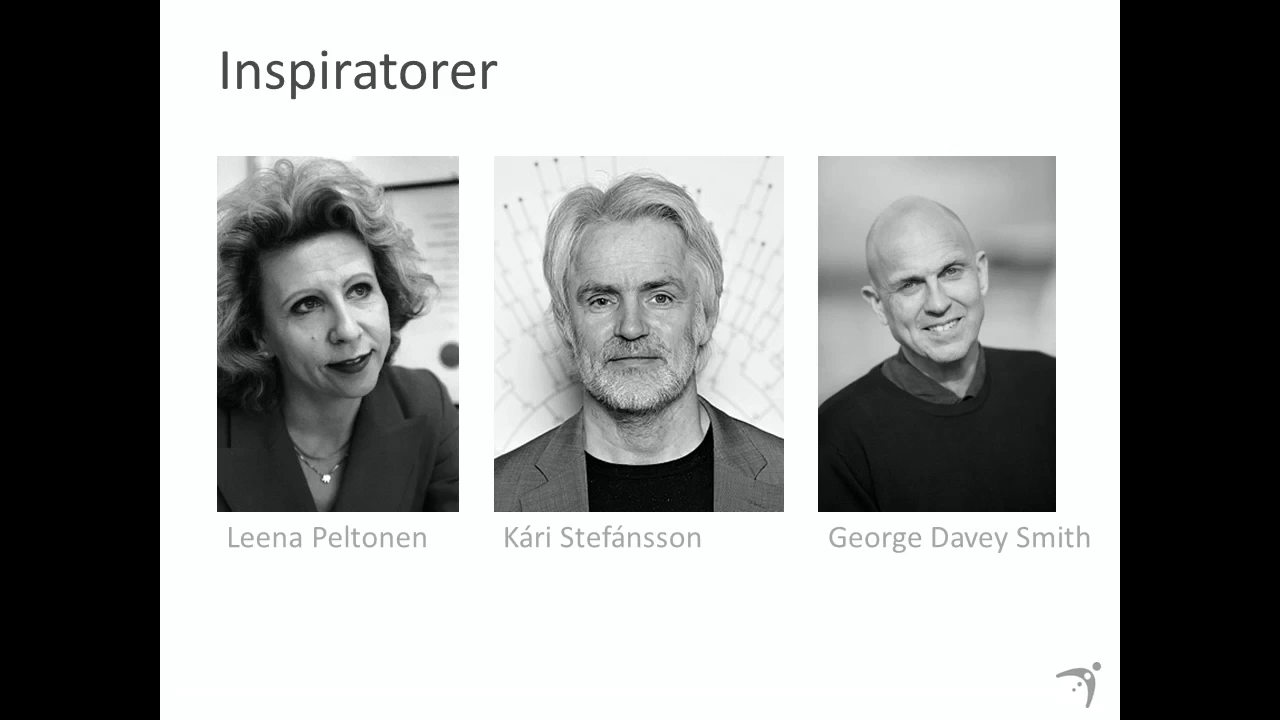 Inspiratorer
Leena Peltonen
Kári Stefánsson
George Davey Smith